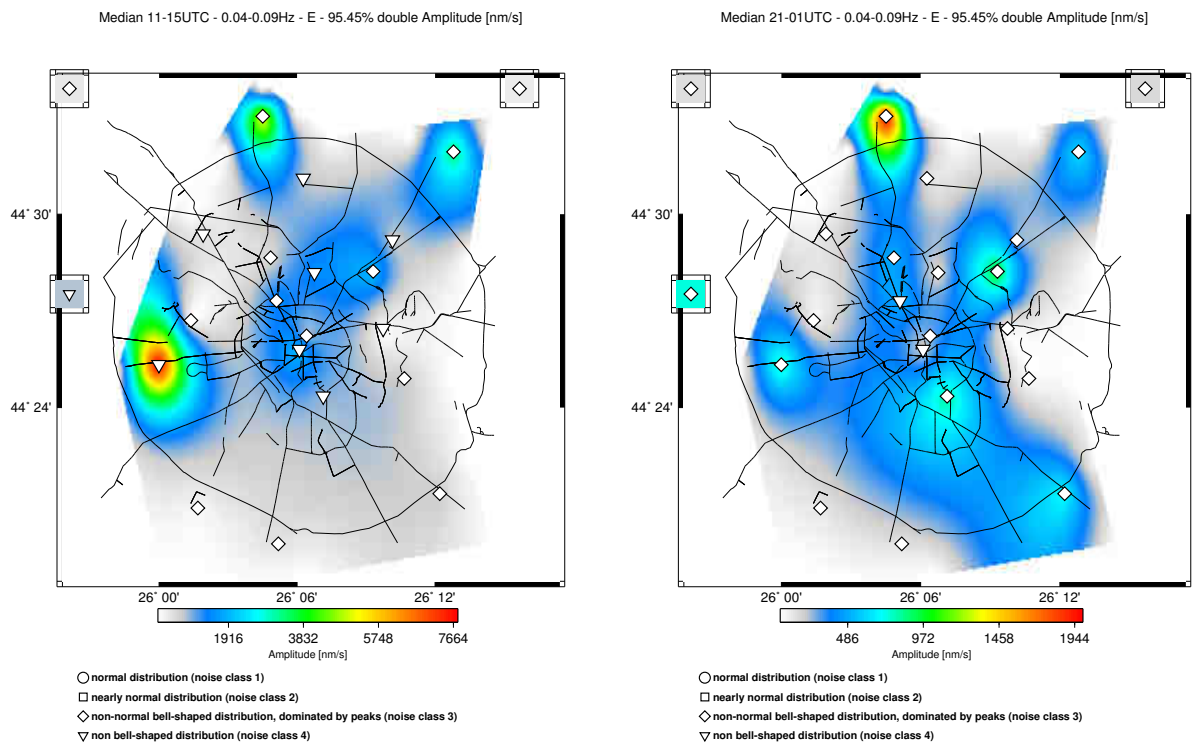 Median 11-15UTC - 0.04-0.09Hz - E - 95.45% double Amplitude [nm/s]
44° 30'
44° 24'
26° 00'
26° 06'
26° 12'
1916
3832
5748
7664
Amplitude [nm/s]
normal distribution (noise class 1)
nearly normal distribution (noise class 2)
non-normal bell-shaped distribution, dominated by peaks (noise class 3)
non bell-shaped distribution (noise class 4)
Median 21-01UTC - 0.04-0.09Hz - E - 95.45% double Amplitude [nm/s]
44° 30'
44° 24'
26° 00'
26° 06'
26° 12'
486
972
1458
1944
Amplitude [nm/s]
normal distribution (noise class 1)
nearly normal distribution (noise class 2)
non-normal bell-shaped distribution, dominated by peaks (noise class 3)
non bell-shaped distribution (noise class 4)